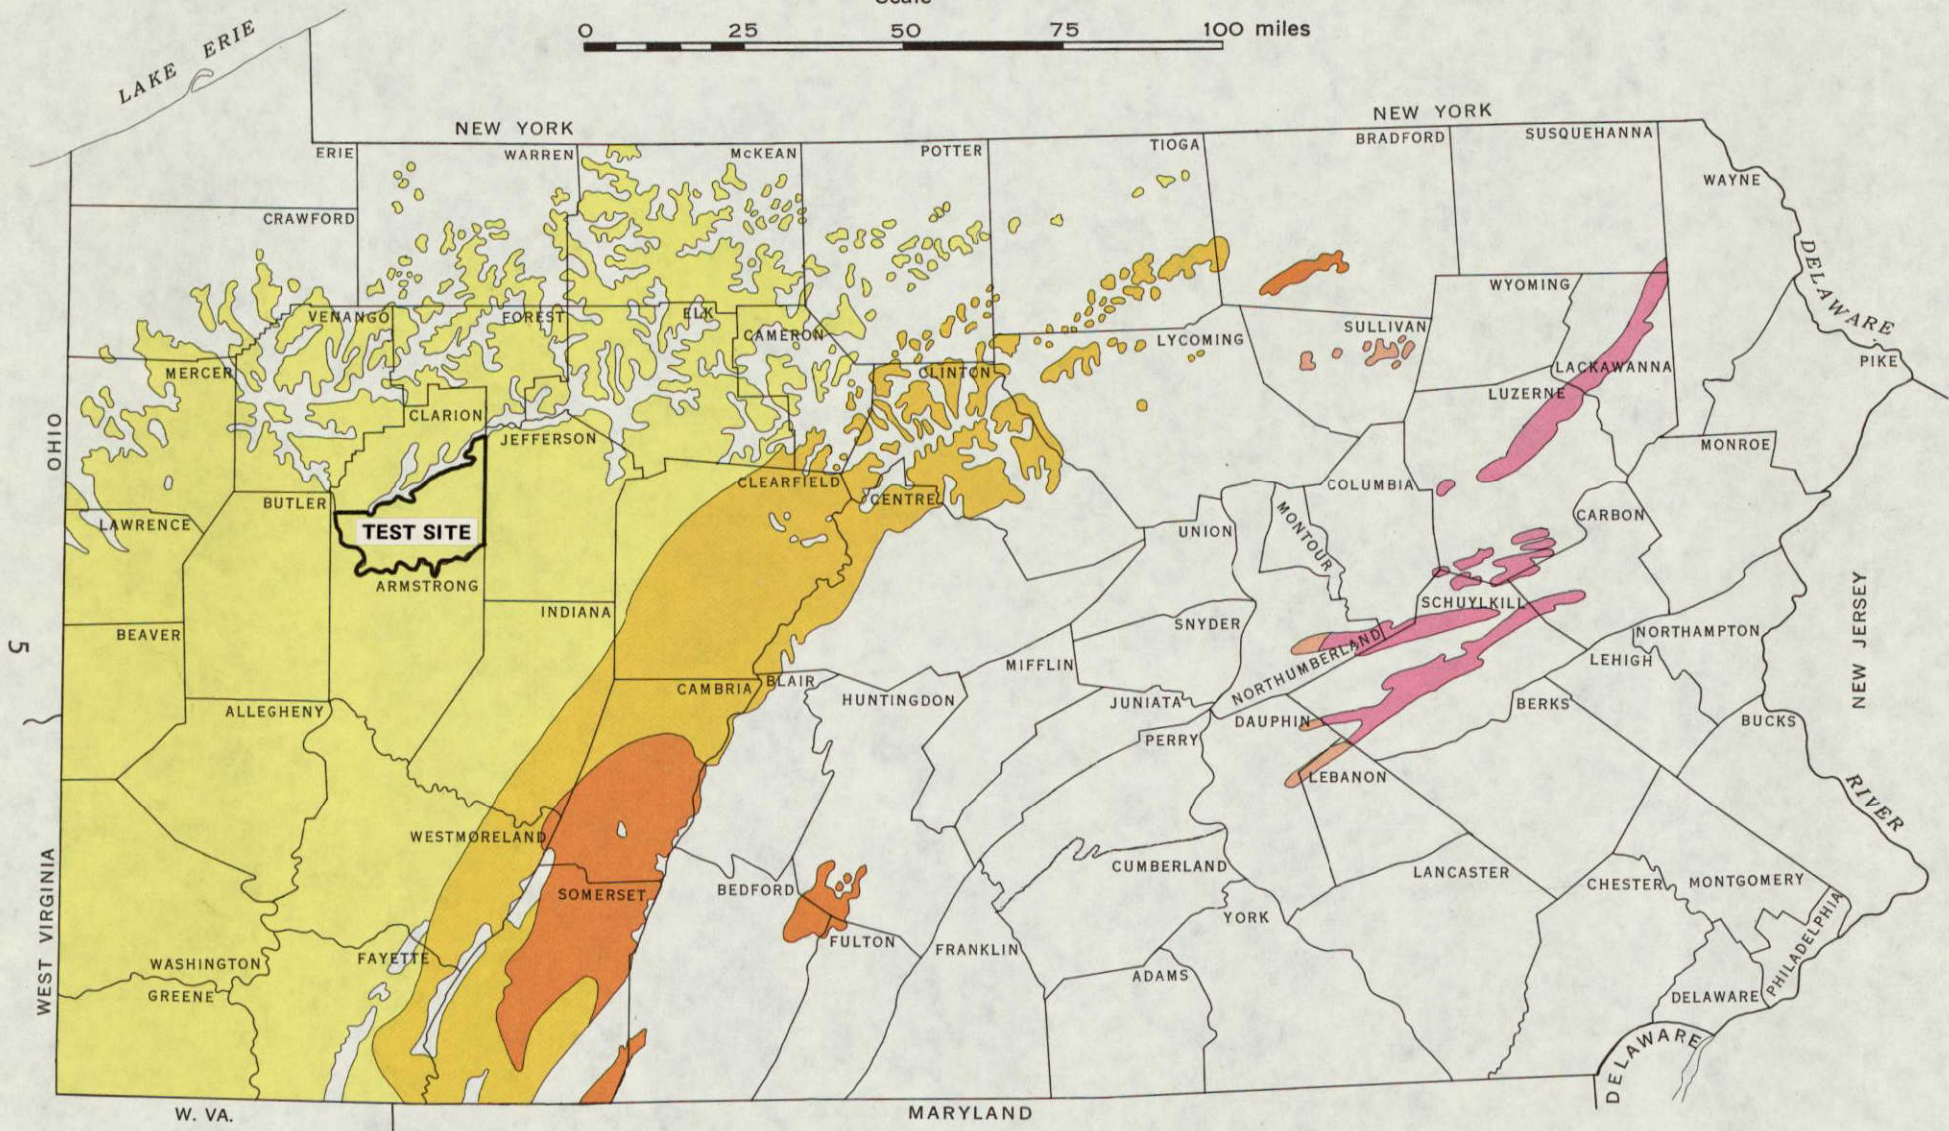 Scale
0 25 50 75 100 miles
LAKE ERIE
NEW YORK
NEW YORK
ERIE
WARREN
McKEAN
POTTER
TIOGA
BRADFORD
SUSQUEHANNA
WAYNE
CRAWFORD
DELAWARE
RIVER
VENANGO
FOREST
ELK
CAMERON
WYOMING
SULLIVAN
LYCOMING
PIKE
MERCER
CLINTON
LACKAWANNA
LUZERNE
CLARION
JEFFERSON
OHIO
MONROE
CLEARFIELD
CENTRE
COLUMBIA
BUTLER
LAWRENCE
TEST SITE
UNION
MONTOUR
CARBON
ARMSTRONG
INDIANA
SCHUYLKILL
BEAVER
SNYDER
NORTHUMBERLAND
NORTHAMPTON
NEW JERSEY
5
MIFFLIN
LEHIGH
CAMBRIA
BLAIR
HUNTINGDON
JUNIATA
BERKS
ALLEGHENY
DAUPHIN
BUCKS
PERRY
LEBANON
WESTMORELAND
CUMBERLAND
LANCASTER
SOMERSET
BEDFORD
CHESTER
MONTGOMERY
YORK
WEST VIRGINIA
FULTON
FRANKLIN
PHILADELPHIA
WASHINGTON
FAYETTE
ADAMS
GREENE
DELAWARE
DELAWARE
W. VA.
MARYLAND